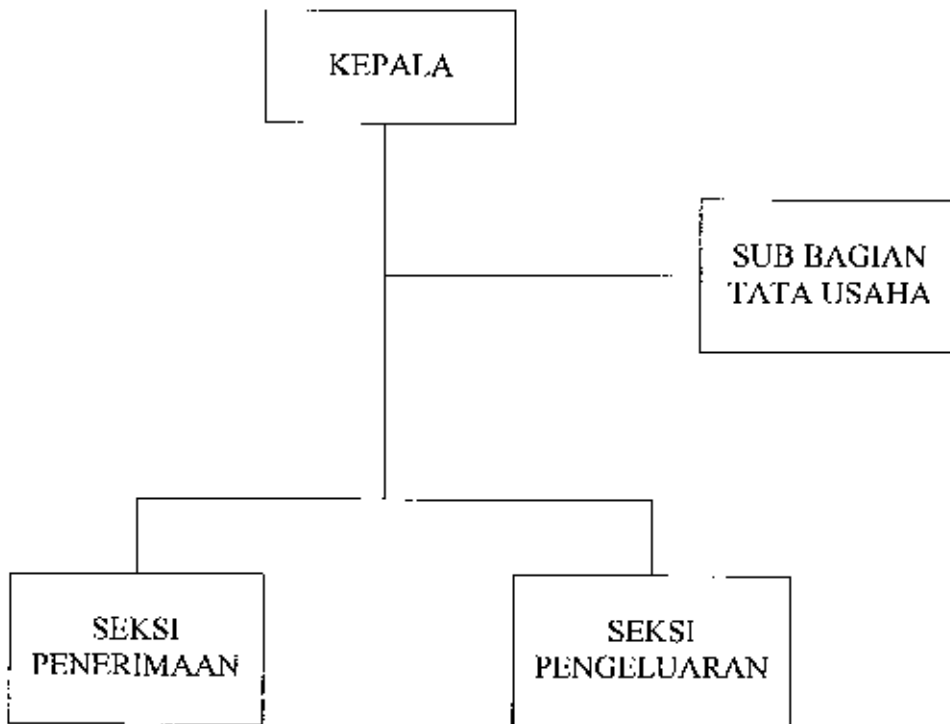 KEPALA
SUB BAGIAN
TATA USAHA
SEKSI
PENERIMAAN
SEKSI
PENGELUARAN